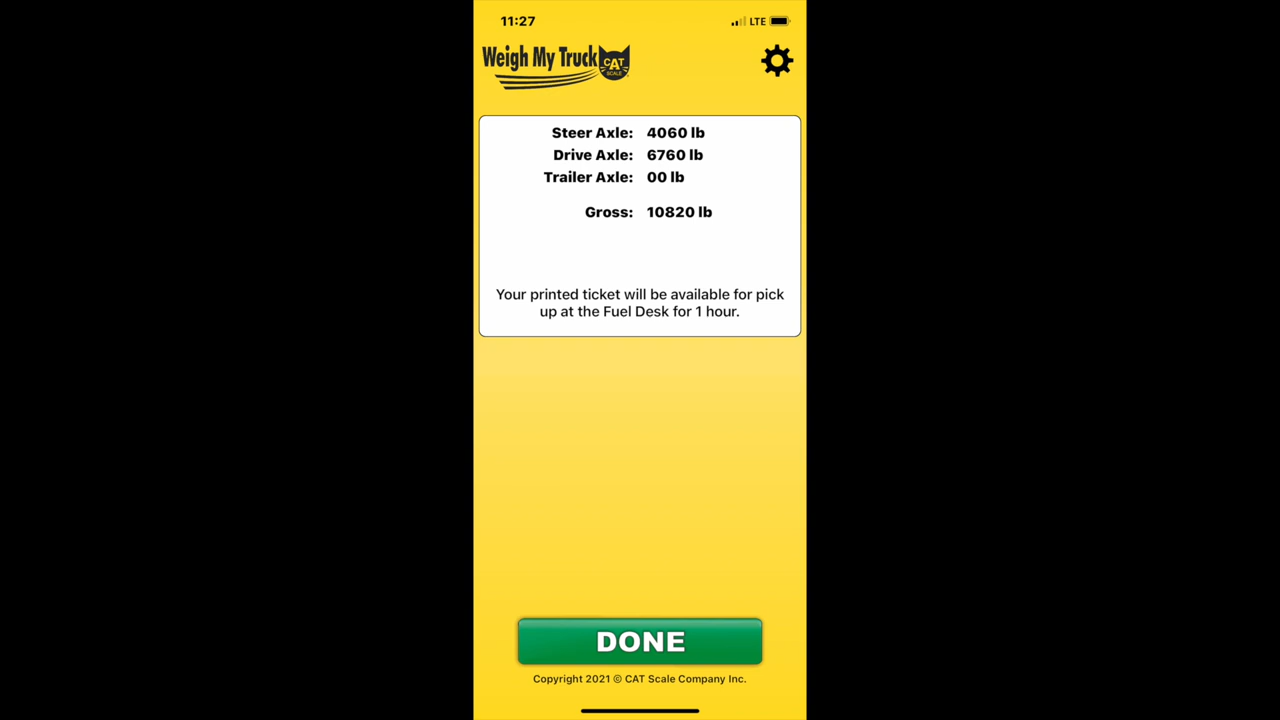 11:27
LTE
Weigh My Truck
CAT
SCALE
Steer Axle: 4060 lb
Drive Axle: 6760 lb
Trailer Axle: 00 lb
Gross: 10820 lb
Your printed ticket will be available for pick
up at the Fuel Desk for 1 hour.
DONE
Copyright 2021 © CAT Scale Company Inc.